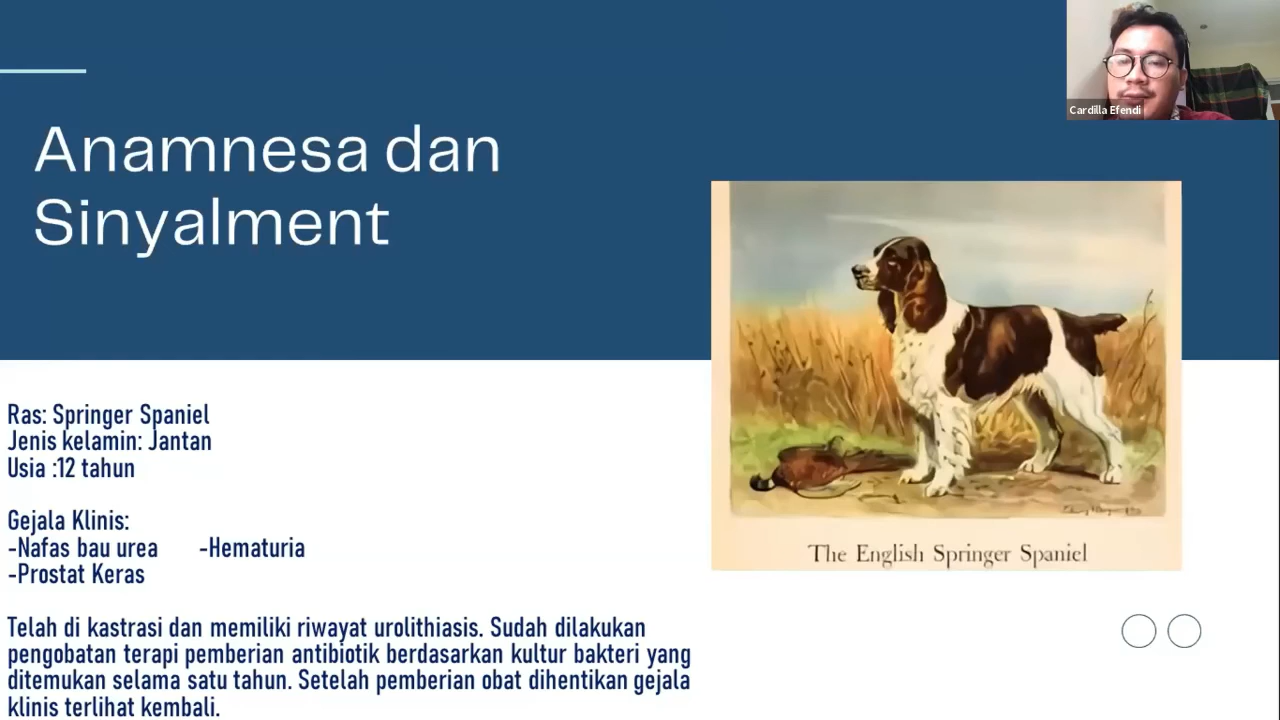 Cardilla Efendi
Anamnesa dan
Sinyalment
The English Springer Spaniel
Ras: Springer Spaniel
Jenis kelamin: Jantan
Usia :12 tahun
Gejala Klinis:
-Nafas bau urea -Hematuria
-Prostat Keras
Telah di kastrasi dan memiliki riwayat urolithiasis. Sudah dilakukan
pengobatan terapi pemberian antibiotik berdasarkan kultur bakteri yang
ditemukan selama satu tahun. Setelah pemberian obat dihentikan gejala
klinis terlihat kembali.